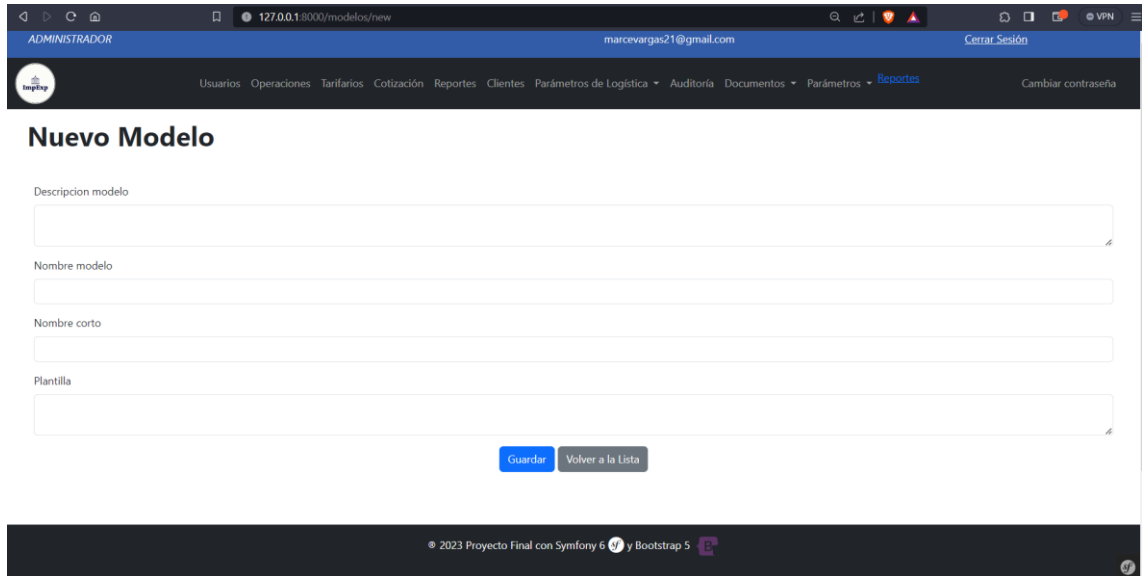 127.0.0.1:8000/modelos/new
VPN
ADMINISTRADOR marcevargas21@gmail.com Cerrar Sesión
ImpExp
Usuarios Operaciones Tarifarios Cotización Reportes Clientes Parámetros de Logística Auditoría Documentos Parámetros Reportes Cambiar contraseña
Nuevo Modelo
Descripcion modelo
Nombre modelo
Nombre corto
Plantilla
Guardar Volver a la Lista
® 2023 Proyecto Final con Symfony 6 sf y Bootstrap 5 B
sf